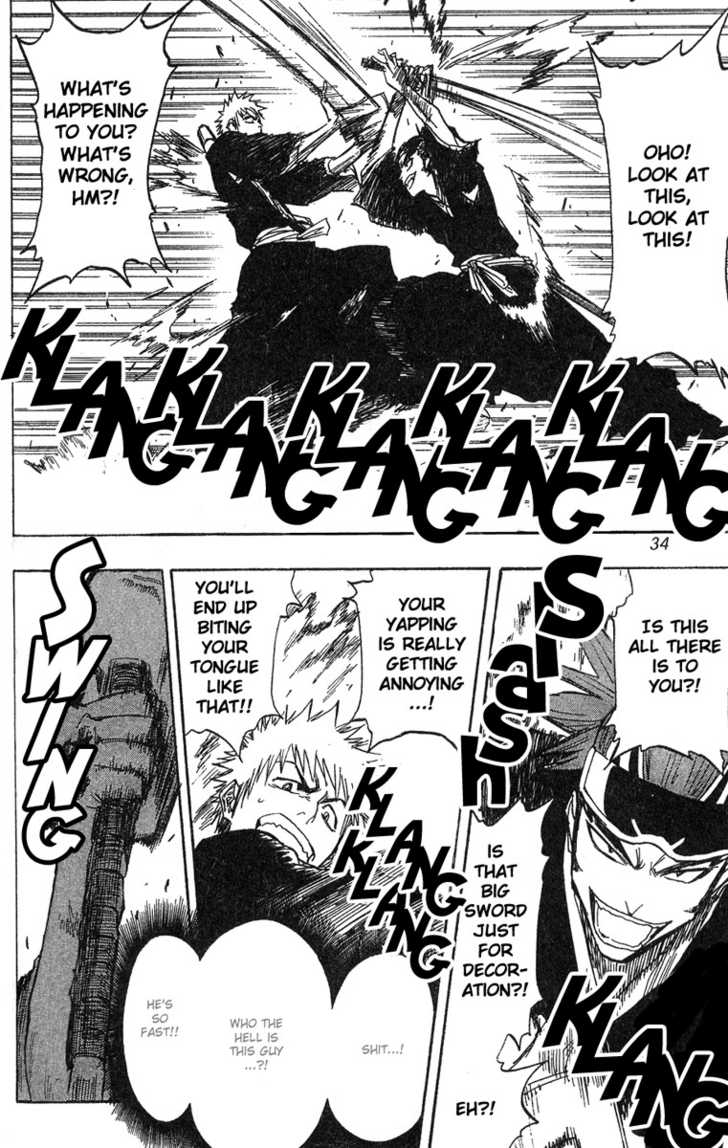 OHO!
LOOK AT
THIS,
LOOK AT
THIS!
WHAT'S
HAPPENING
TO YOU?
WHAT'S
WRONG,
HM?!
KLANG KLANG KLANG KLANG KLANG
34
IS THIS
ALL THERE
IS TO
YOU?!
SLASH
IS
THAT
BIG
SWORD
JUST
FOR
DECOR-
ATION?!
EH?!
KLANG
YOUR
YAPPING
IS REALLY
GETTING
ANNOYING
...!
YOU'LL
END UP
BITING
YOUR
TONGUE
LIKE
THAT!!
KLANG
KLANG
SHIT...!
WHO THE
HELL IS
THIS GUY
...?!
HE'S
SO
FAST!!
SWING